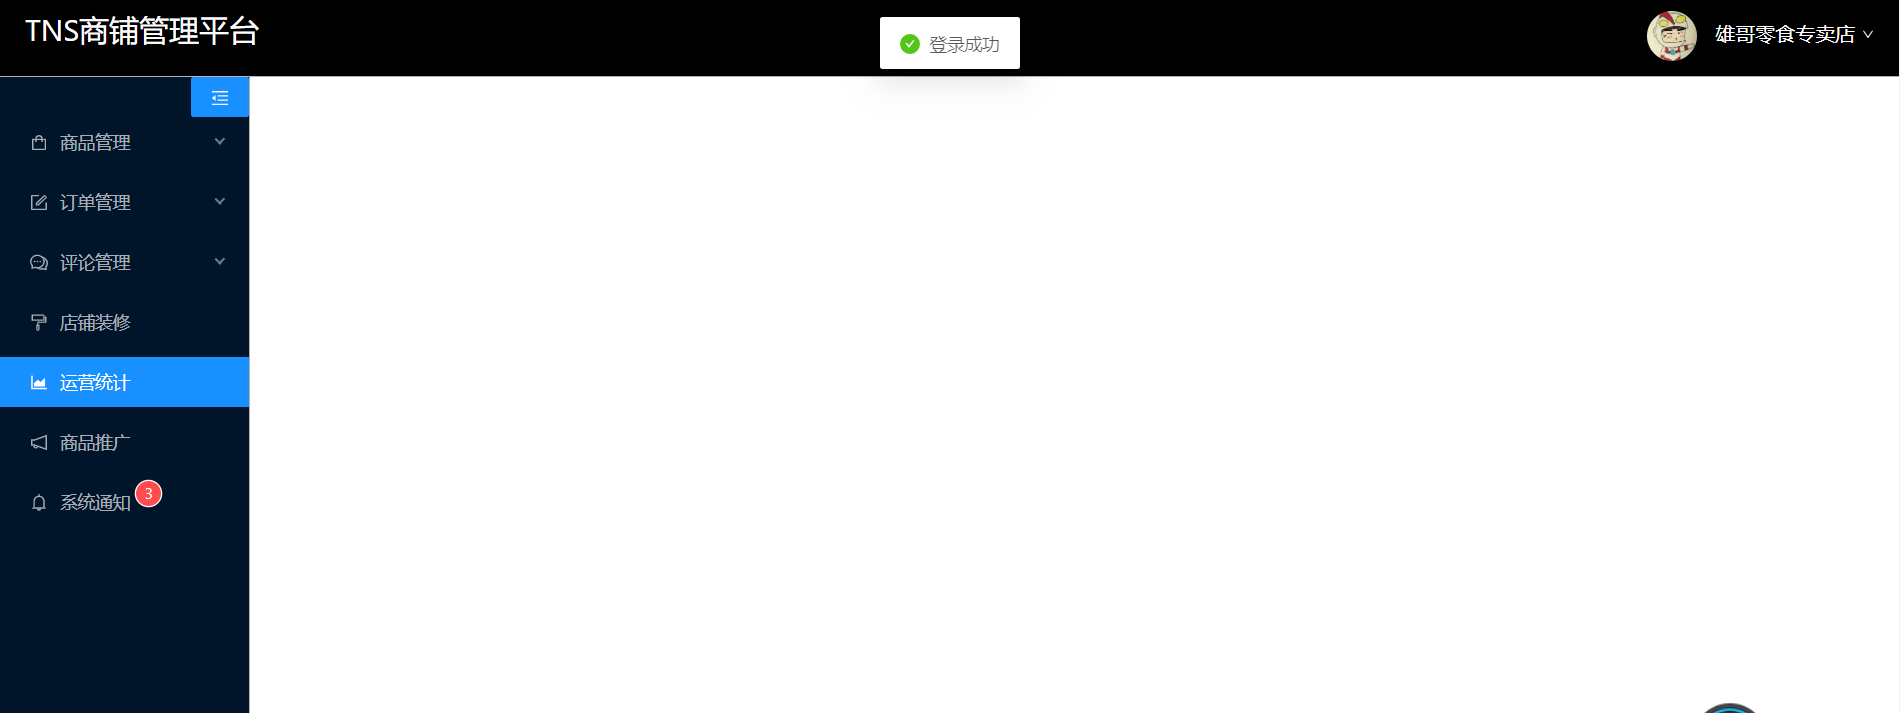 TNS商铺管理平台
登录成功
雄哥零食专卖店
商品管理
订单管理
评论管理
店铺装修
运营统计
商品推广
系统通知 3